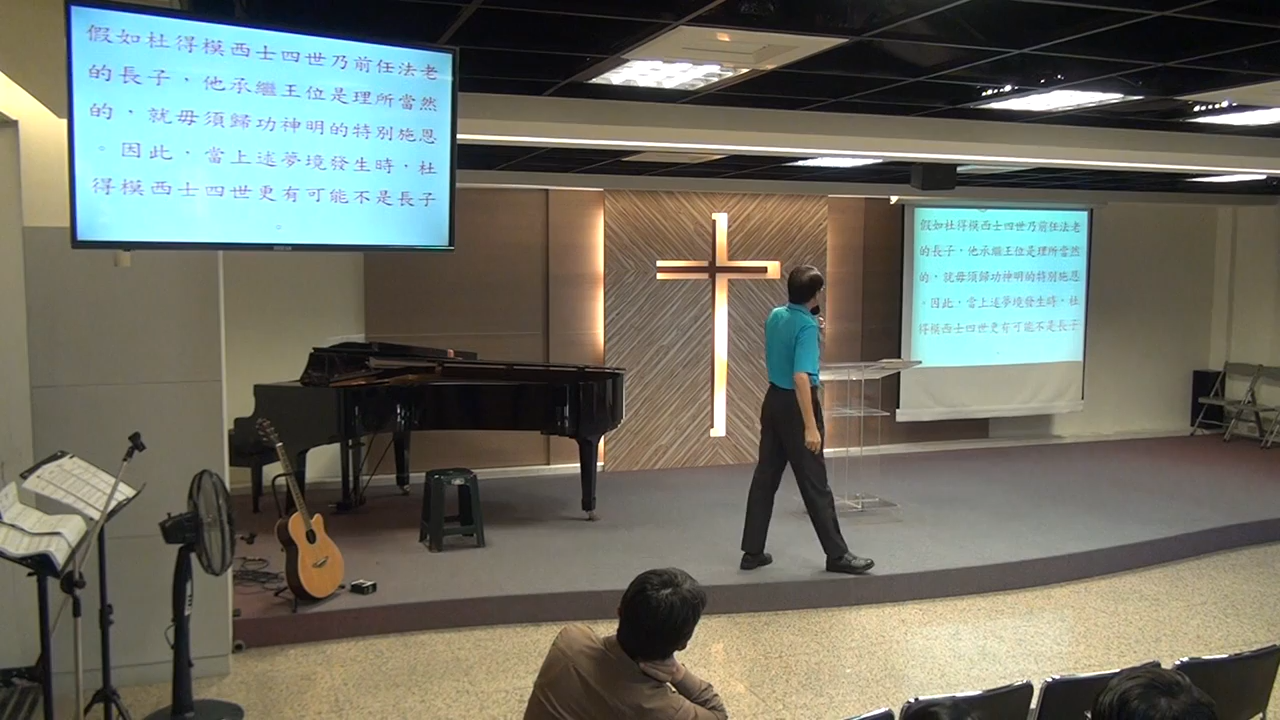 假如杜得模西士四世乃前任法老
的長子，他承繼王位是理所當然
的，就毋須歸功神明的特別施恩
。因此，當上述夢境發生時，杜
得模西士四世更有可能不是長子
。
假如杜得模西士四世乃前任法老
的長子，他承繼王位是理所當然
的，就毋須歸功神明的特別施恩
。因此，當上述夢境發生時，杜
得模西士四世更有可能不是長子
。